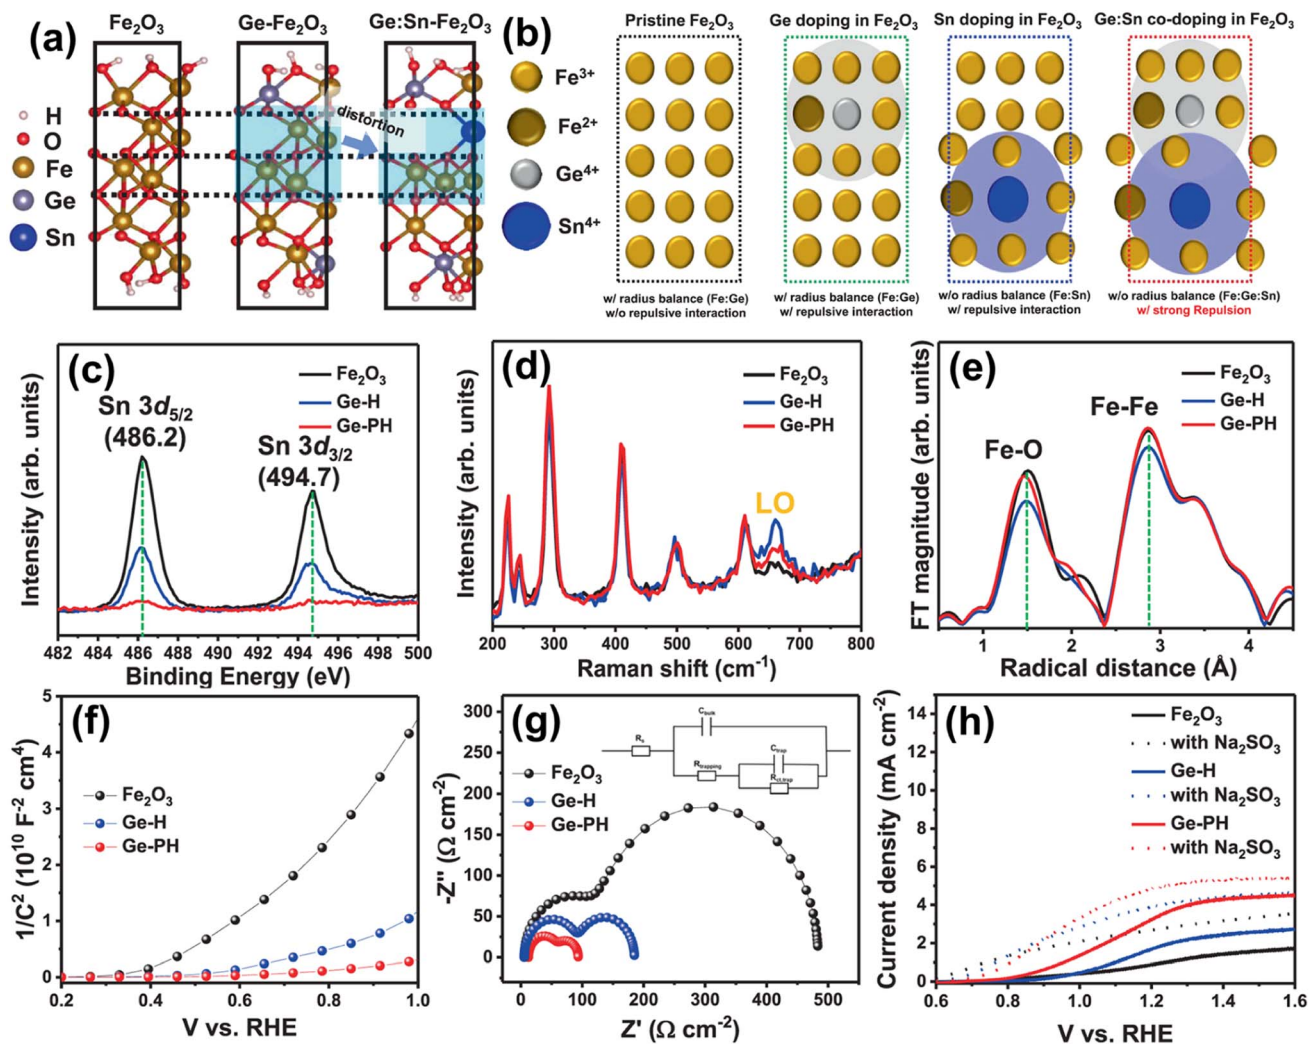 (a)
Fe2O3
Ge-Fe2O3
Ge:Sn-Fe2O3
distortion
H
O
Fe
Ge
Sn
(b)
Pristine Fe2O3
Ge doping in Fe2O3
Sn doping in Fe2O3
Ge:Sn co-doping in Fe2O3
Fe3+
Fe2+
Ge4+
Sn4+
w/ radius balance (Fe:Ge)
w/o repulsive interaction
w/ radius balance (Fe:Ge)
w/ repulsive interaction
w/o radius balance (Fe:Sn)
w/ repulsive interaction
w/o radius balance (Fe:Ge:Sn)
w/ strong Repulsion
(c)
Fe2O3
Ge-H
Ge-PH
Sn 3d5/2
(486.2)
Sn 3d3/2
(494.7)
Intensity (arb. units)
482 484 486 488 490 492 494 496 498 500
Binding Energy (eV)
(d)
Fe2O3
Ge-H
Ge-PH
LO
Intensity (arb. units)
200 300 400 500 600 700 800
Raman shift (cm-1)
(e)
Fe2O3
Ge-H
Ge-PH
Fe-O
Fe-Fe
FT magnitude (arb. units)
1 2 3 4
Radical distance (Å)
(f)
Fe2O3
Ge-H
Ge-PH
1/C2 (1010 F-2 cm4)
5
4
3
2
1
0
0.2 0.4 0.6 0.8 1.0
V vs. RHE
(g)
Fe2O3
Ge-H
Ge-PH
Cbulk
Rs
Ctrap
Rtrapping
Rct,trap
-Z'' (Ω cm-2)
300
250
200
150
100
50
0
0 100 200 300 400 500
Z' (Ω cm-2)
(h)
Fe2O3
with Na2SO3
Ge-H
with Na2SO3
Ge-PH
with Na2SO3
Current density (mA cm-2)
14
12
10
8
6
4
2
0
0.6 0.8 1.0 1.2 1.4 1.6
V vs. RHE